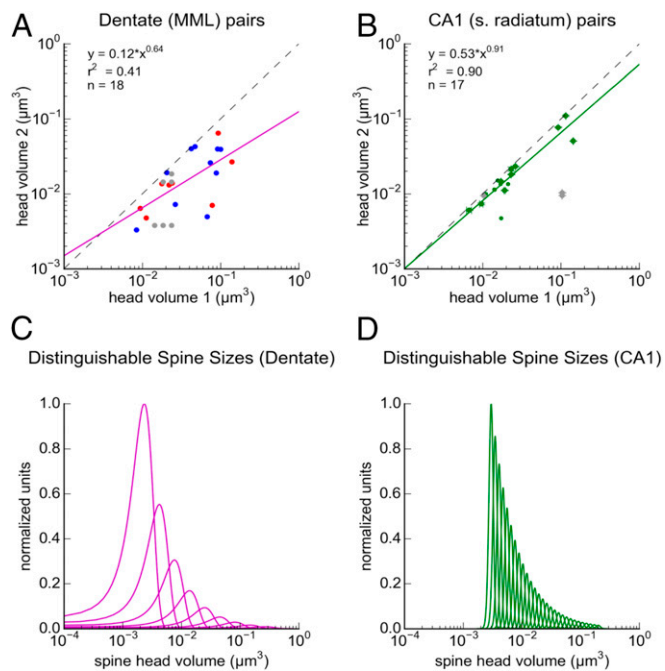 A
Dentate (MML) pairs
y = 0.12*x^0.64
r² = 0.41
n = 18
head volume 2 (μm³)
10⁰
10⁻¹
10⁻²
10⁻³
10⁻³ 10⁻² 10⁻¹ 10⁰
head volume 1 (μm³)
B
CA1 (s. radiatum) pairs
y = 0.53*x^0.91
r² = 0.90
n = 17
head volume 2 (μm³)
10⁰
10⁻¹
10⁻²
10⁻³
10⁻³ 10⁻² 10⁻¹ 10⁰
head volume 1 (μm³)
C
Distinguishable Spine Sizes (Dentate)
normalized units
1.0
0.8
0.6
0.4
0.2
0.0
10⁻⁴ 10⁻³ 10⁻² 10⁻¹ 10⁰
spine head volume (μm³)
D
Distinguishable Spine Sizes (CA1)
normalized units
1.0
0.8
0.6
0.4
0.2
0.0
10⁻⁴ 10⁻³ 10⁻² 10⁻¹ 10⁰
spine head volume (μm³)